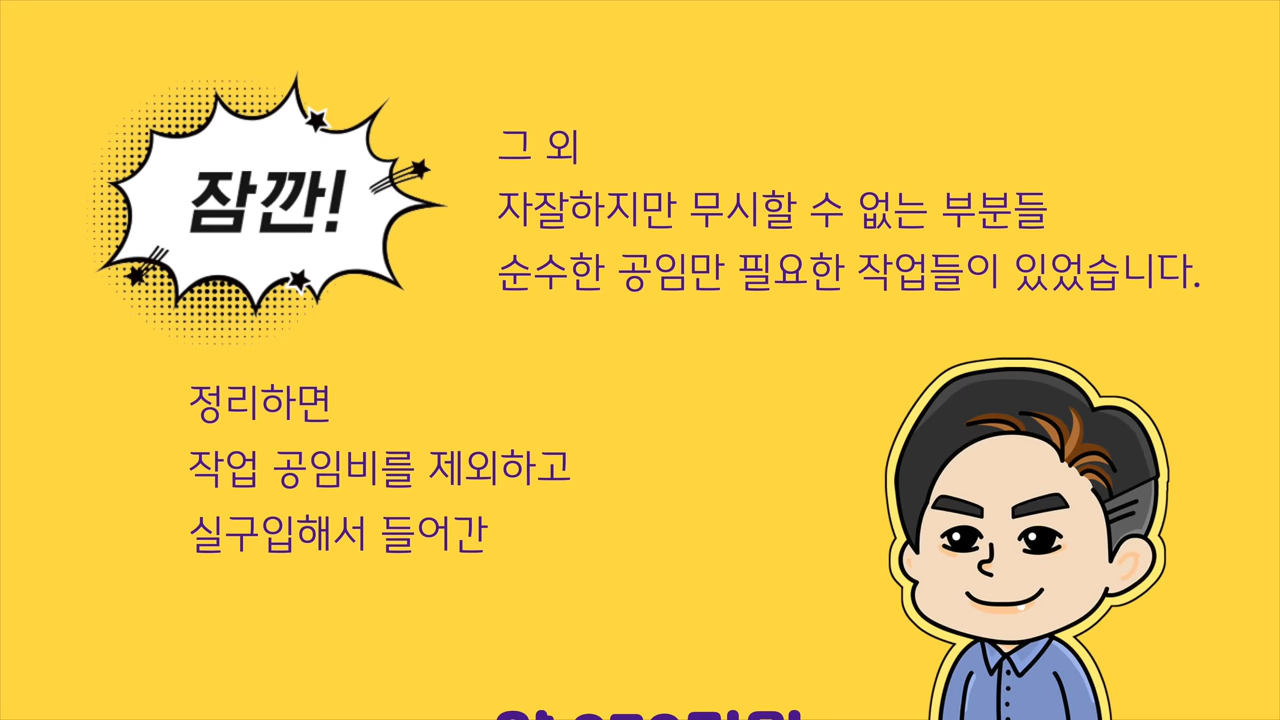 잠깐!
그 외
자잘하지만 무시할 수 없는 부분들
순수한 공임만 필요한 작업들이 있었습니다.
정리하면
작업 공임비를 제외하고
실구입해서 들어간